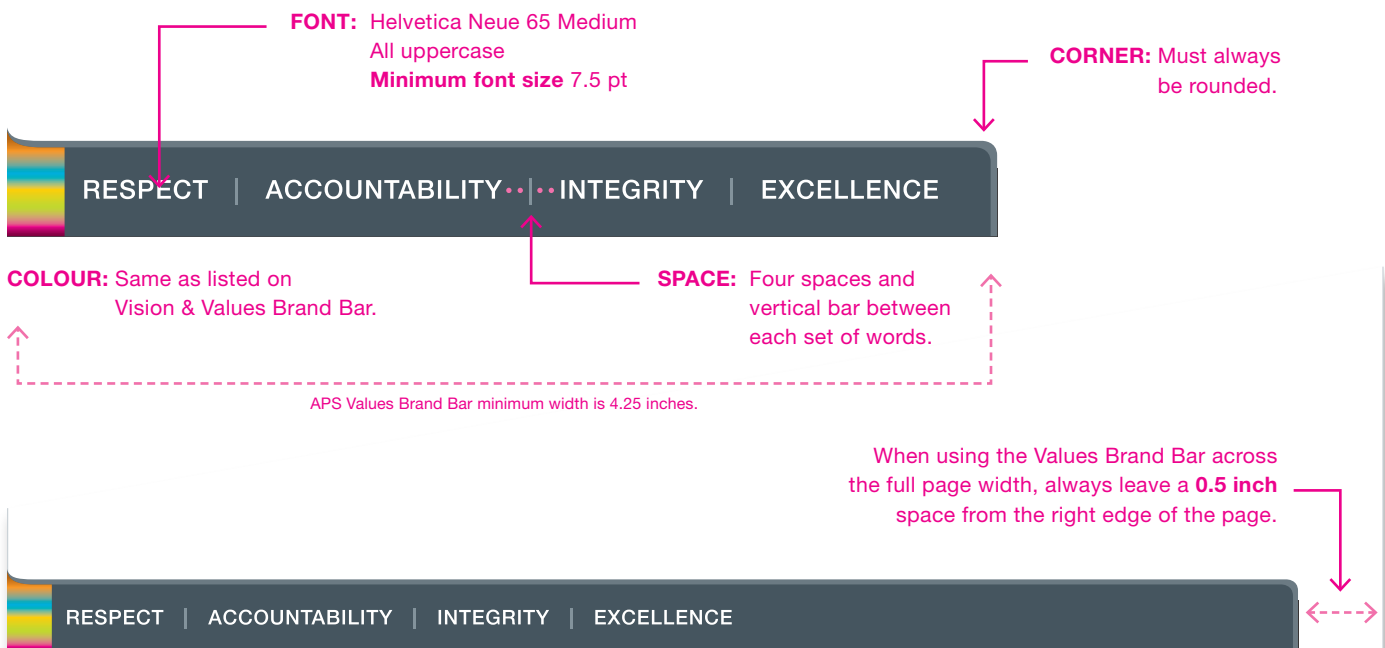 FONT: Helvetica Neue 65 Medium
All uppercase
Minimum font size 7.5 pt
CORNER: Must always
be rounded.
RESPECT | ACCOUNTABILITY | INTEGRITY | EXCELLENCE
COLOUR: Same as listed on
Vision & Values Brand Bar.
SPACE: Four spaces and
vertical bar between
each set of words.
APS Values Brand Bar minimum width is 4.25 inches.
When using the Values Brand Bar across
the full page width, always leave a 0.5 inch
space from the right edge of the page.
RESPECT | ACCOUNTABILITY | INTEGRITY | EXCELLENCE